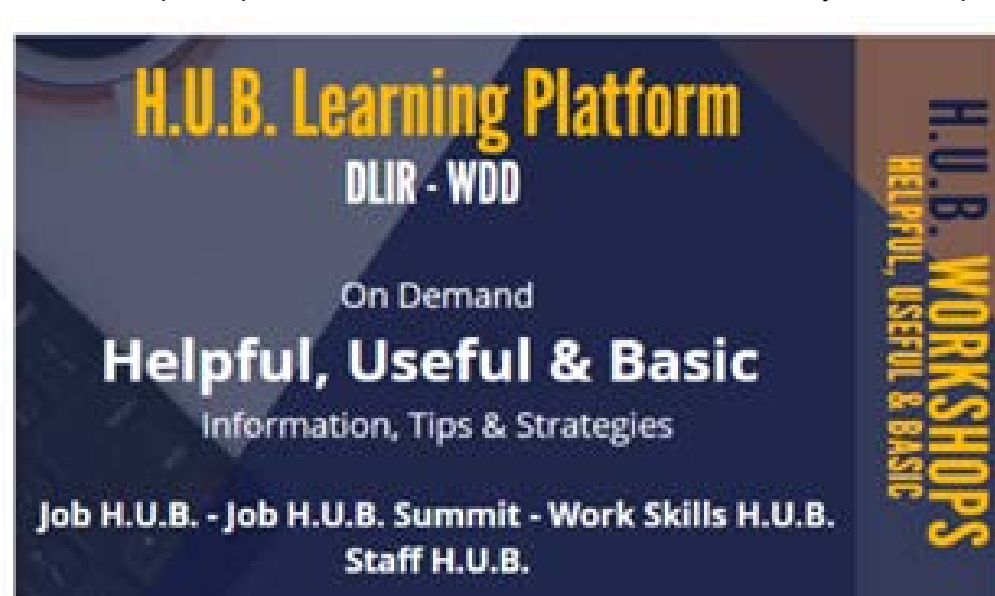 H.U.B. Learning Platform
DLIR - WDD
On Demand
Helpful, Useful & Basic
Information, Tips & Strategies
Job H.U.B. - Job H.U.B. Summit - Work Skills H.U.B.
Staff H.U.B.
H.U.B. WORKSHOPS
HELPFUL, USEFUL & BASIC